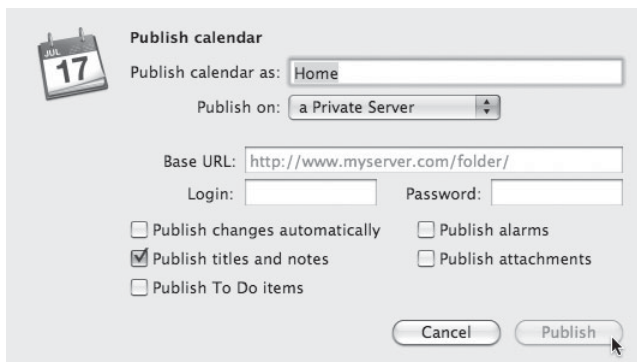 JUL
17
Publish calendar
Publish calendar as: Home
Publish on: a Private Server
Base URL: http://www.myserver.com/folder/
Login: Password:
Publish changes automatically Publish alarms
Publish titles and notes Publish attachments
Publish To Do items
Cancel Publish